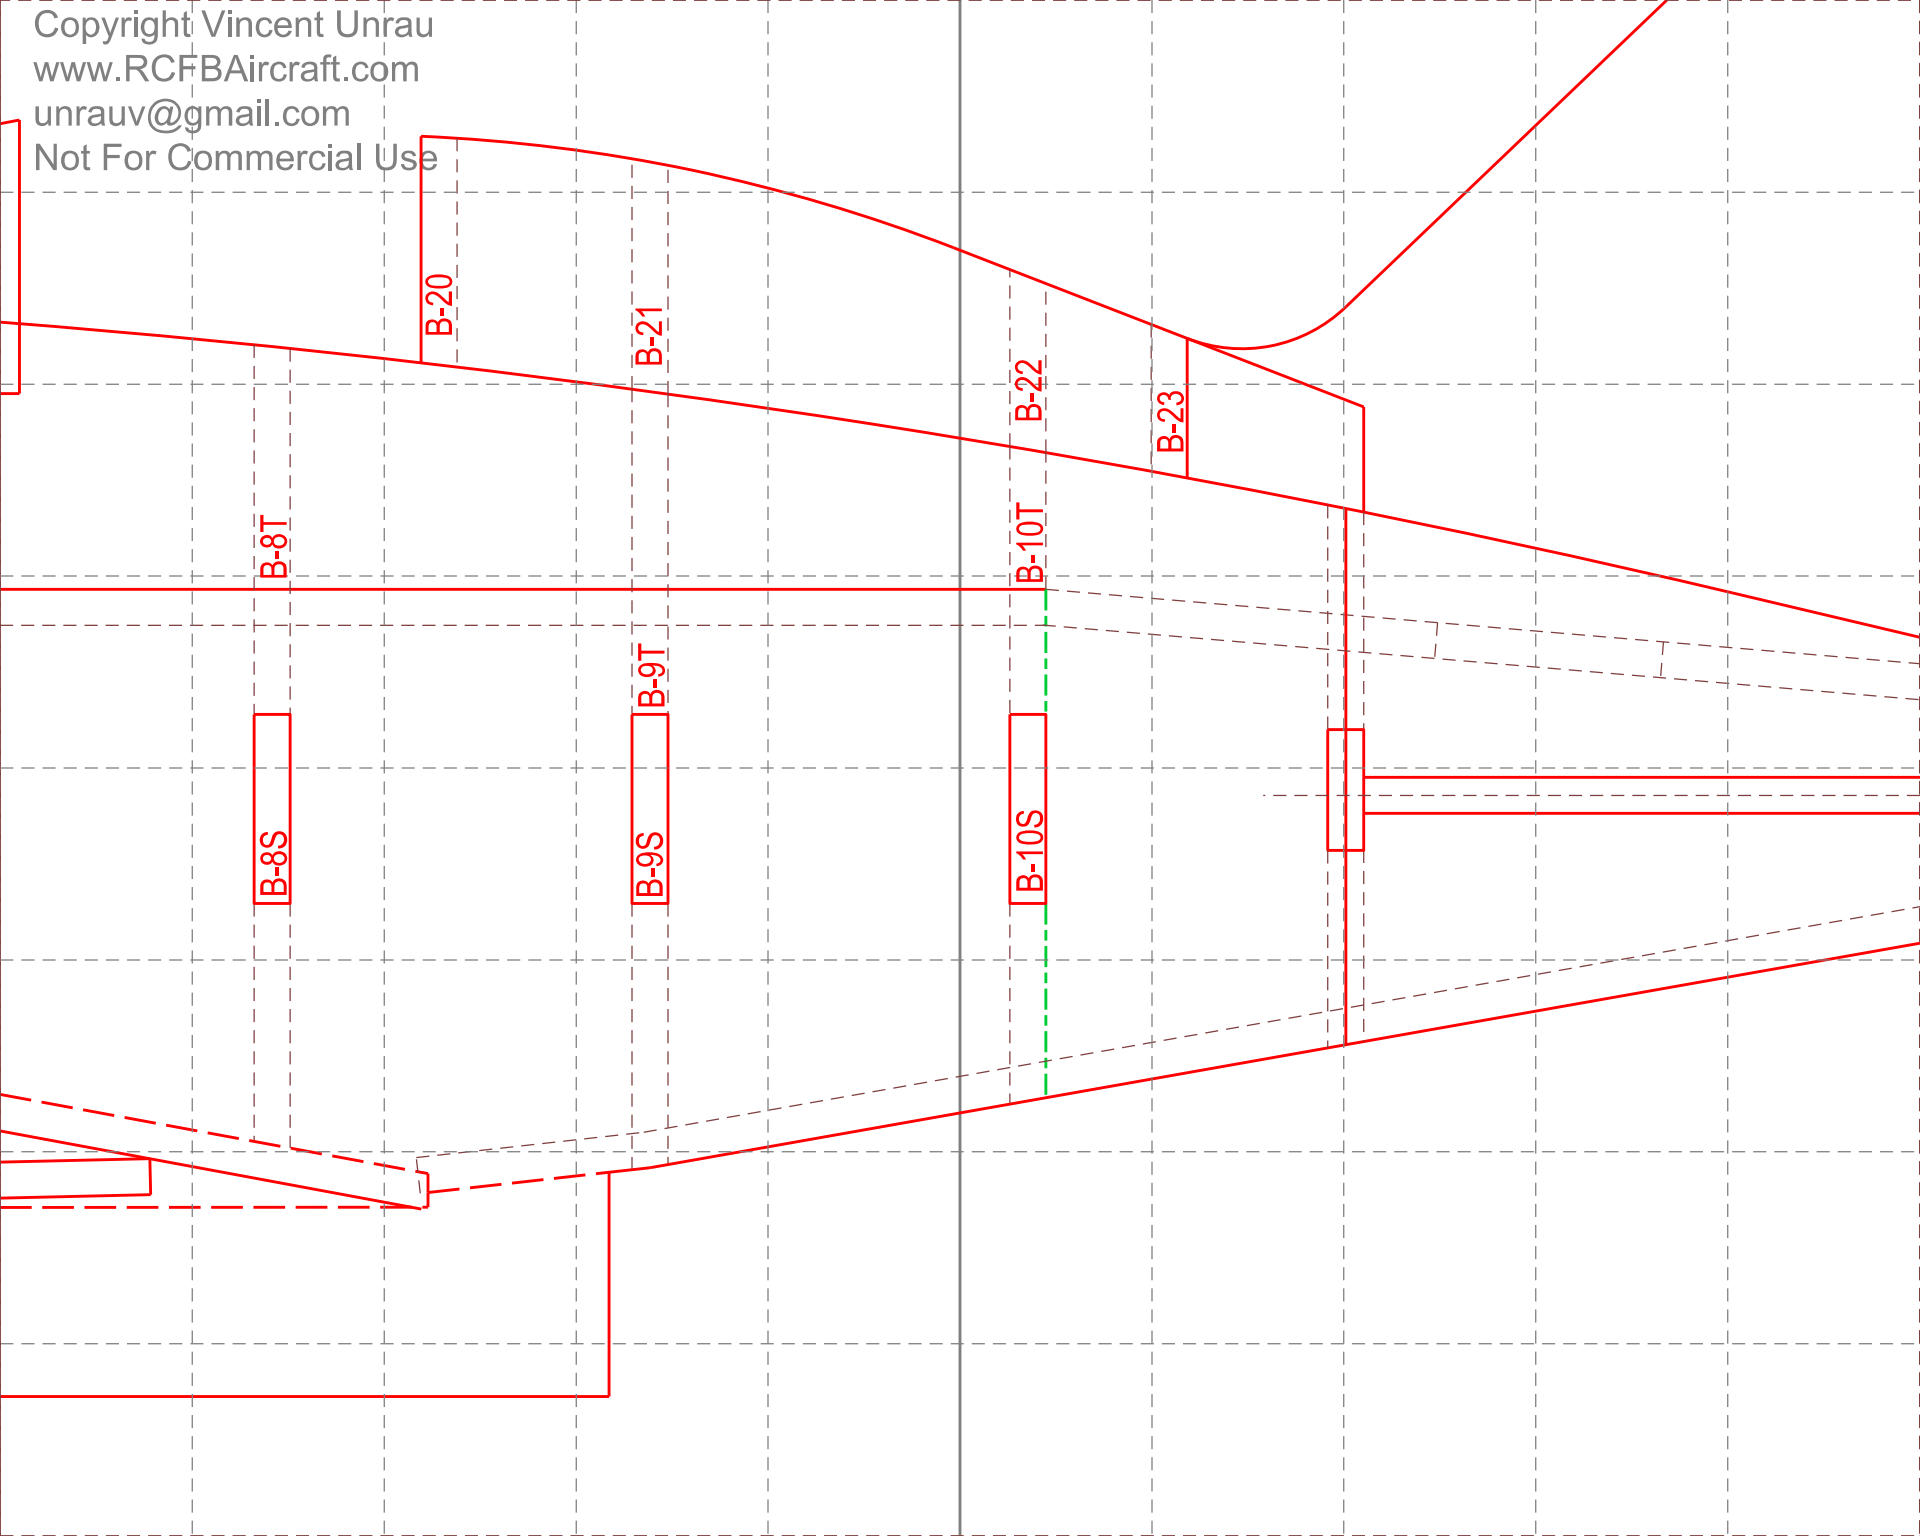 Copyright Vincent Unrau
www.RCFBAircraft.com
unrauv@gmail.com
Not For Commercial Use
B-20
B-21
B-22
B-23
B-8T
B-10T
B-9T
B-8S
B-9S
B-10S